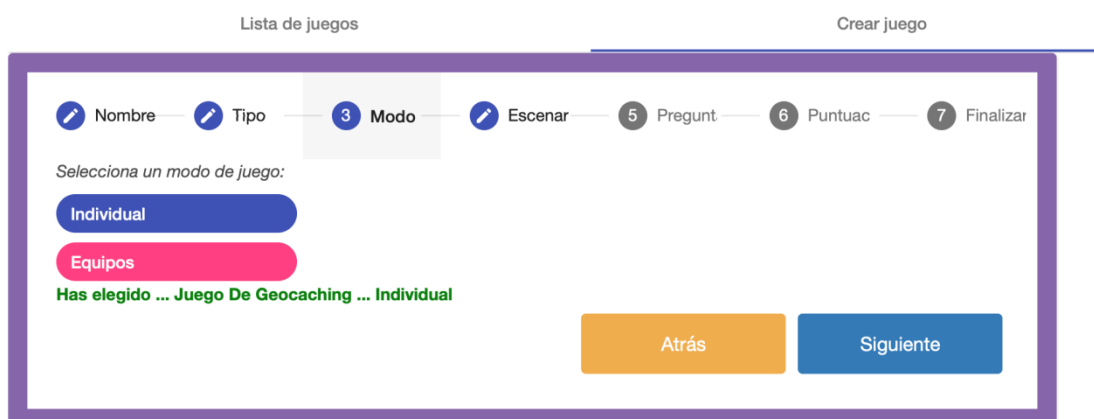 Lista de juegos Crear juego
Nombre Tipo 3 Modo Escenar 5 Pregunt 6 Puntuac 7 Finalizar
Selecciona un modo de juego:
Individual
Equipos
Has elegido ... Juego De Geocaching ... Individual
Atrás Siguiente